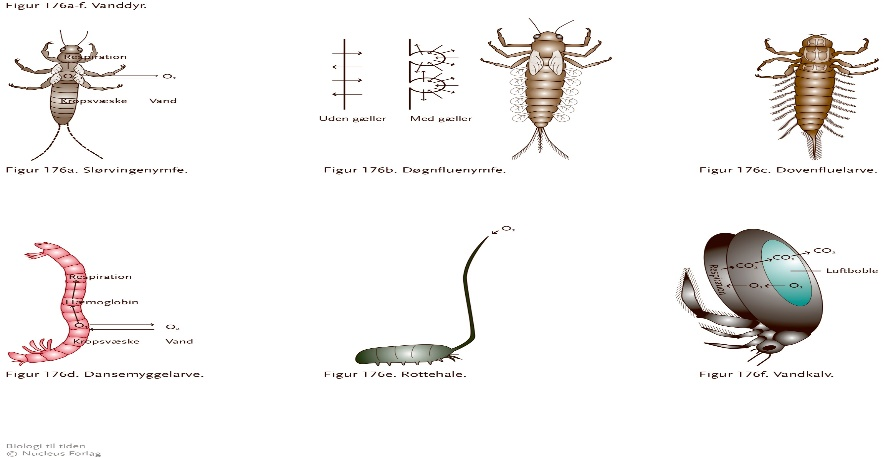 Figur 176a-f. Vanddyr.
Respiration
O₂
O₂
Kropsvæske
Vand
Uden gæller
Med gæller
Figur 176a. Slørvingenymfe.
Figur 176b. Døgnfluenymfe.
Figur 176c. Dovenfluelarve.
Respiration
Hæmoglobin
O₂
O₂
Kropsvæske
Vand
O₂
CO₂
CO₂
CO₂
Luftboble
O₂
O₂
Respiration
Figur 176d. Dansemyggelarve.
Figur 176e. Rottehale.
Figur 176f. Vandkalv.
Biologi til tiden
© Nucleus Forlag